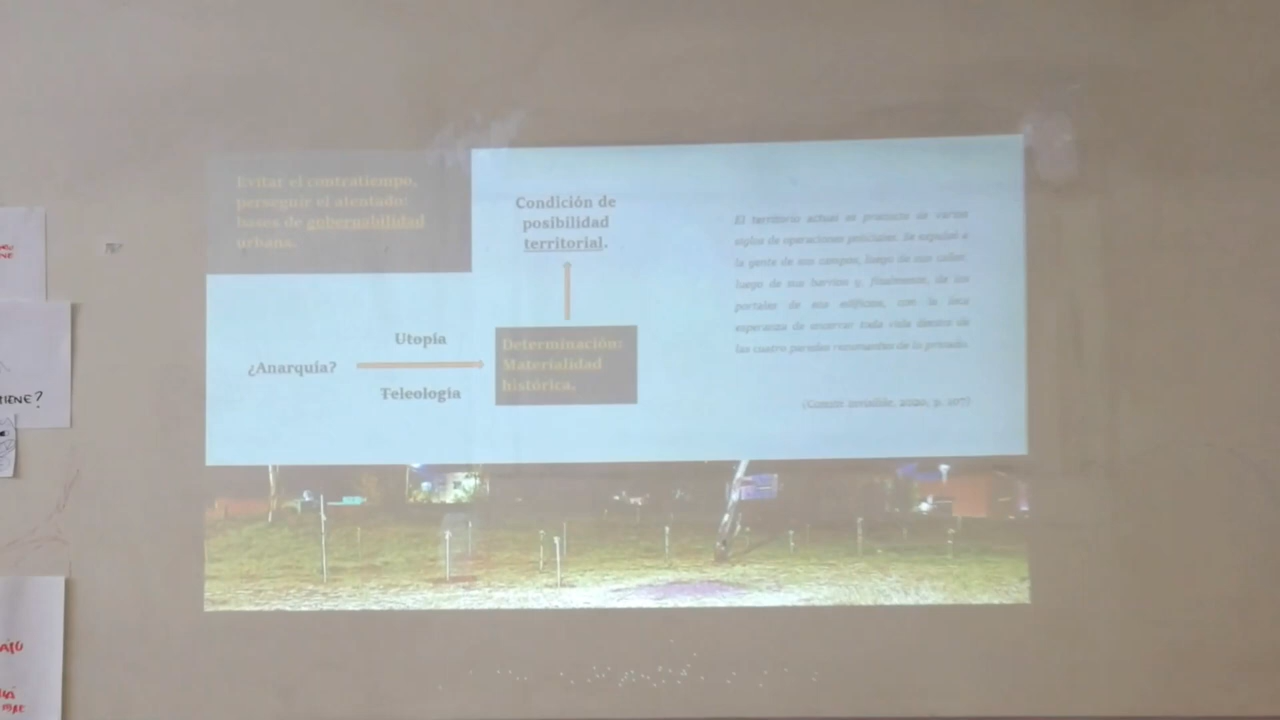 Evitar el contratiempo,
perseguir el atentado:
bases de gobernabilidad
urbana.
Condición de
posibilidad
territorial.
¿Anarquía?
Utopía
Teleología
Determinación:
Materialidad
histórica.
El territorio actual es producto de varios
siglos de operaciones policiales. Se expulsó a
la gente de sus campos, luego de sus calles,
luego de sus barrios y, finalmente, de los
portales de sus edificios, con la
esperanza de encerrar toda vida dentro de
las cuatro paredes de lo privado.
(Comité invisible, 2020, p. 107)
TIENE?